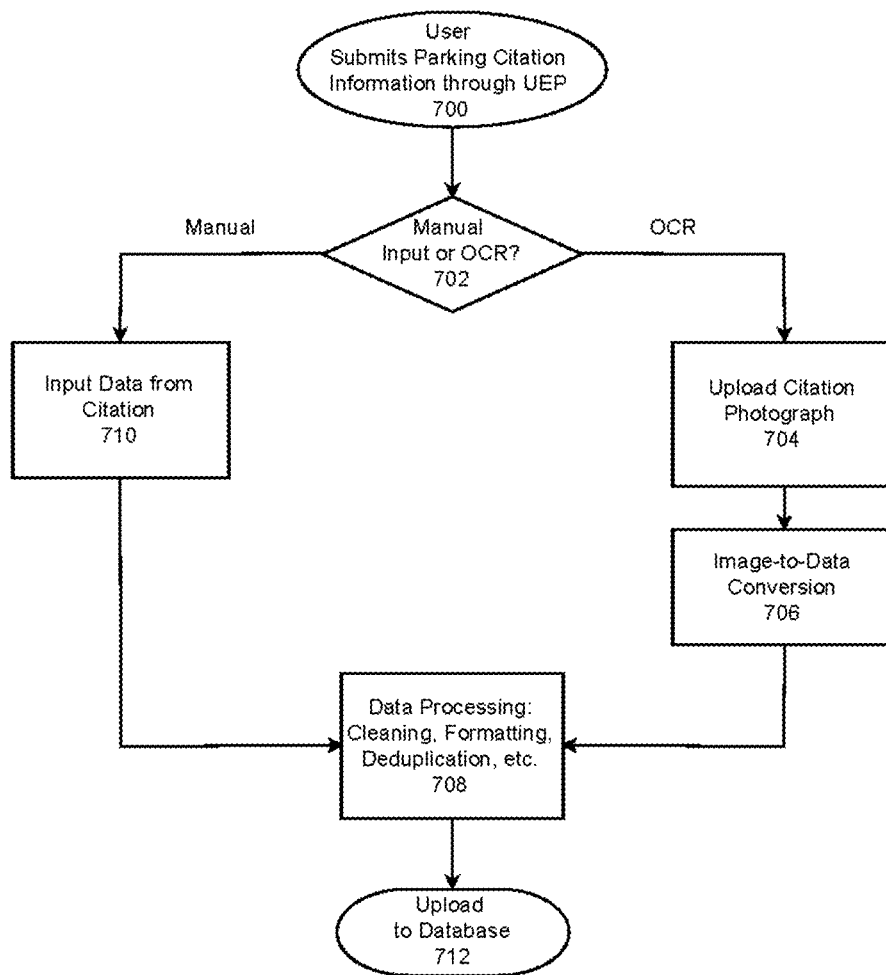 User
Submits Parking Citation
Information through UEP
700
Manual
Manual
Input or OCR?
702
OCR
Input Data from
Citation
710
Upload Citation
Photograph
704
Image-to-Data
Conversion
706
Data Processing:
Cleaning, Formatting,
Deduplication, etc.
708
Upload
to Database
712